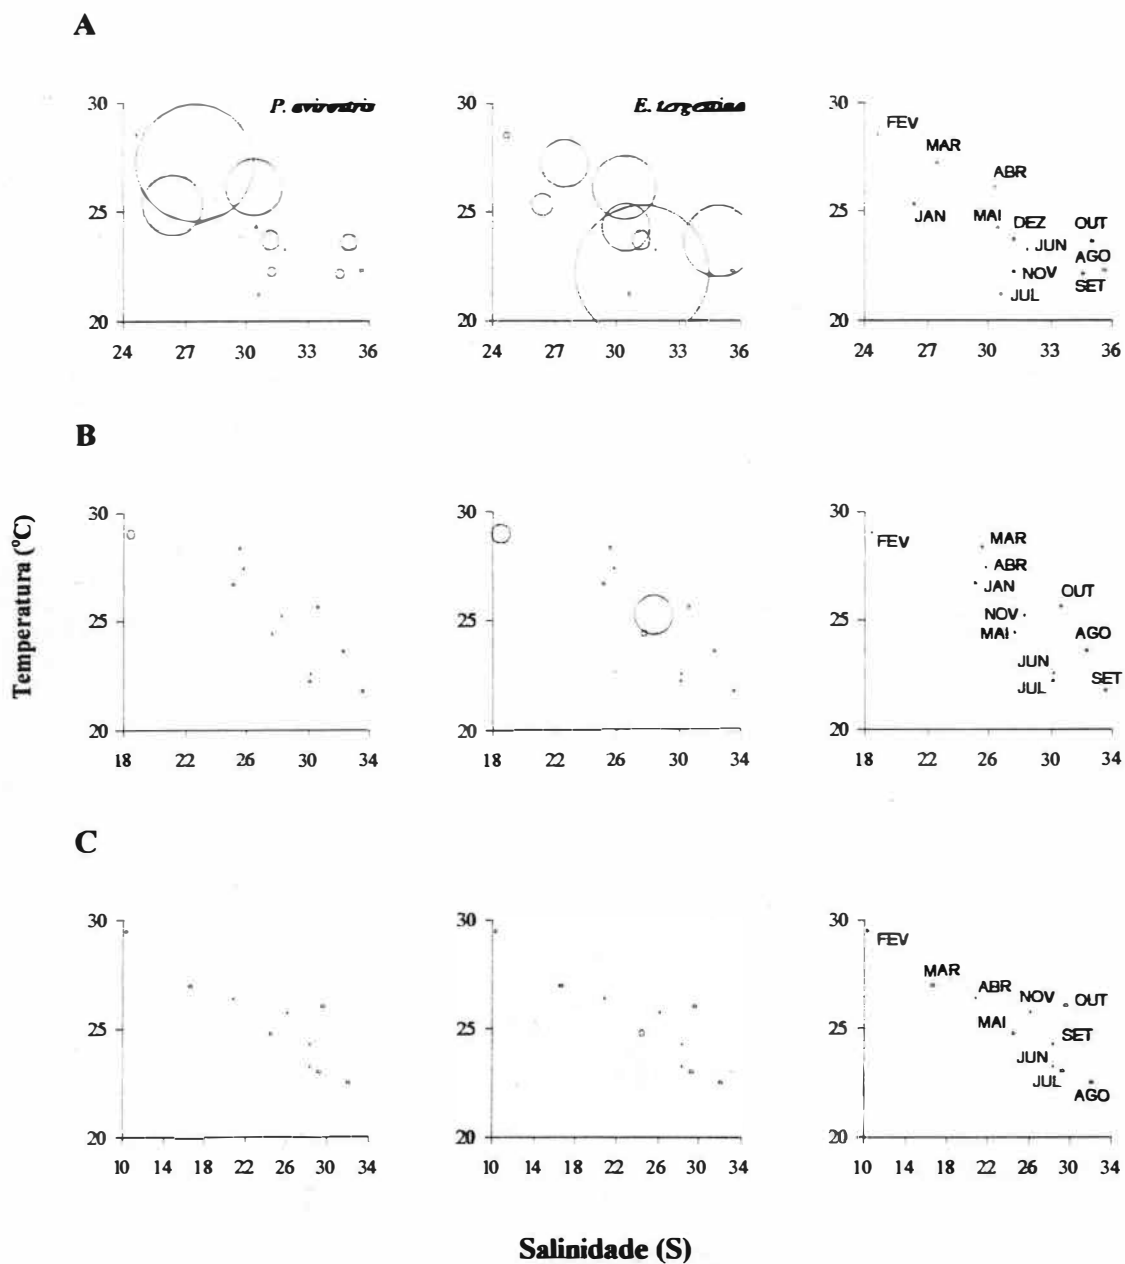 A
P.
E.
30
25
20
24 27 30 33 36
30
25
20
24 27 30 33 36
30
25
20
24 27 30 33 36
FEV
MAR
ABR
JAN
MAI
DEZ
OUT
JUN
AGO
NOV
SET
JUL
B
30
25
20
18 22 26 30 34
30
25
20
18 22 26 30 34
30
25
20
18 22 26 30 34
FEV
MAR
ABR
JAN
OUT
NOV
MAI
AGO
JUN
JUL
SET
Temperatura (°C)
C
30
25
20
10 14 18 22 26 30 34
30
25
20
10 14 18 22 26 30 34
30
25
20
10 14 18 22 26 30 34
FEV
MAR
ABR
NOV
OUT
MAI
SET
JUN
JUL
AGO
Salinidade (S)